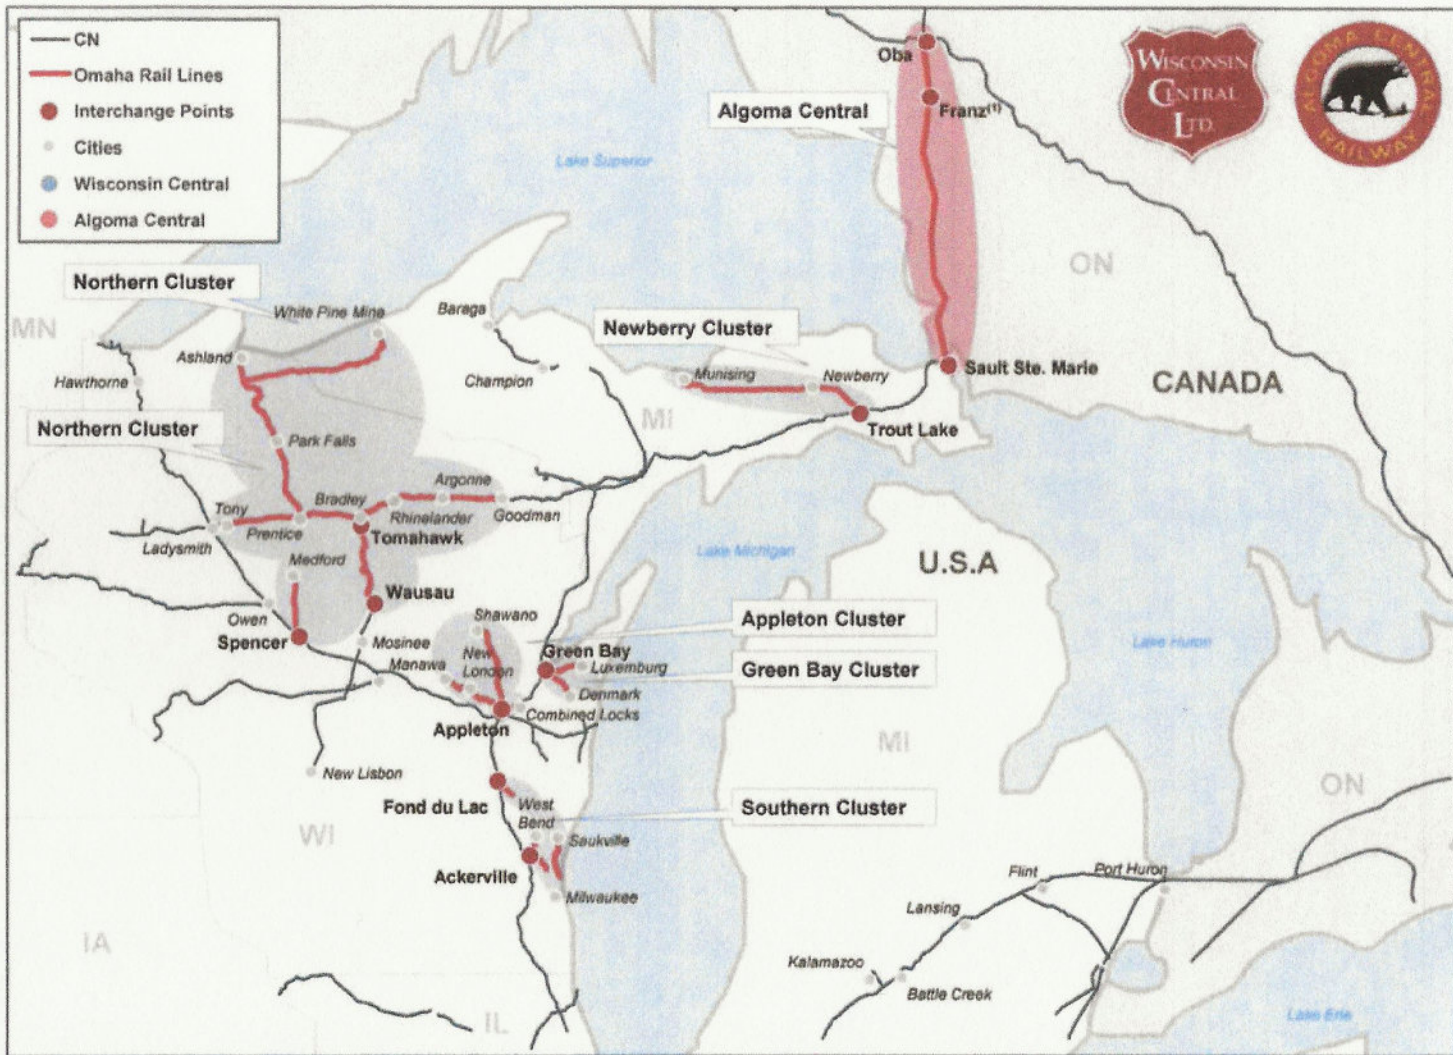 CN
Omaha Rail Lines
Interchange Points
Cities
Wisconsin Central
Algoma Central
WISCONSIN
CENTRAL
LTD.
ALGOMA CENTRAL
RAILWAY
Oba
Franz(1)
Algoma Central
Lake Superior
ON
Northern Cluster
White Pine Mine
Baraga
MN
Newberry Cluster
Ashland
Hawthorne
Champion
Munising
Newberry
Sault Ste. Marie
CANADA
Northern Cluster
Park Falls
MI
Trout Lake
Argonne
Bradley
Tony
Prentice
Rhinelander
Goodman
Tomahawk
Ladysmith
Medford
Lake Michigan
U.S.A
Wausau
Owen
Shawano
Appleton Cluster
Spencer
Mosinee
Lake Huron
Manawa
New
London
Green Bay
Luxemburg
Green Bay Cluster
Denmark
Combined Locks
Appleton
MI
New Lisbon
ON
Fond du Lac
West
Bend
Southern Cluster
WI
Saukville
Ackerville
Flint
Port Huron
Milwaukee
Lansing
IA
Kalamazoo
Battle Creek
IL
Lake Erie